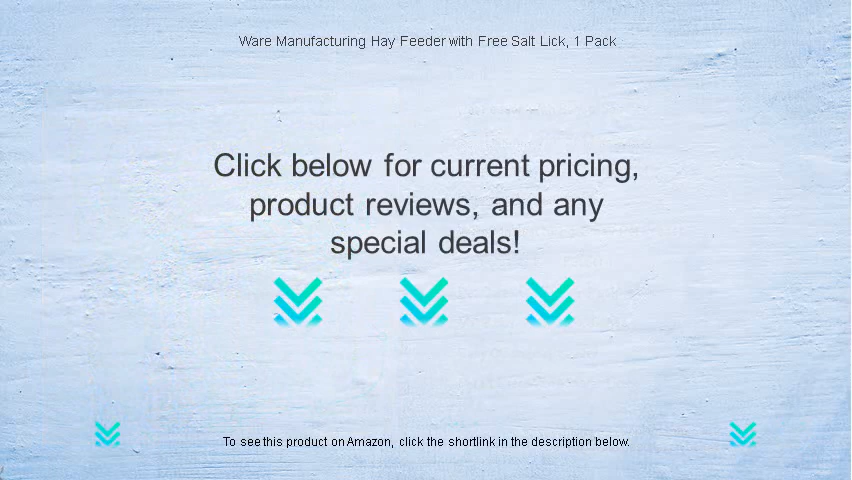 Ware Manufacturing Hay Feeder with Free Salt Lick, 1 Pack
Click below for current pricing,
product reviews, and any
special deals!
To see this product on Amazon, click the shortlink in the description below.